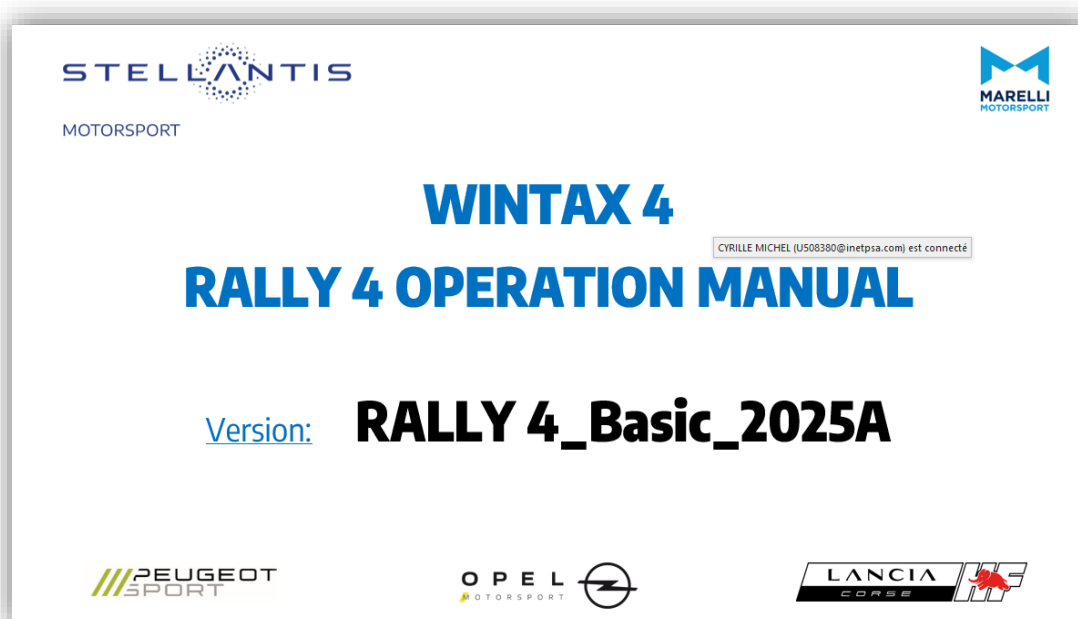 STELLANTIS
MOTORSPORT
MARELLI
MOTORSPORT
WINTAX 4
CYRILLE MICHEL (U508380@inetpsa.com) est connecté
RALLY 4 OPERATION MANUAL
Version: RALLY 4_Basic_2025A
PEUGEOT
SPORT
OPEL
MOTORSPORT
LANCIA
CORSE
HF